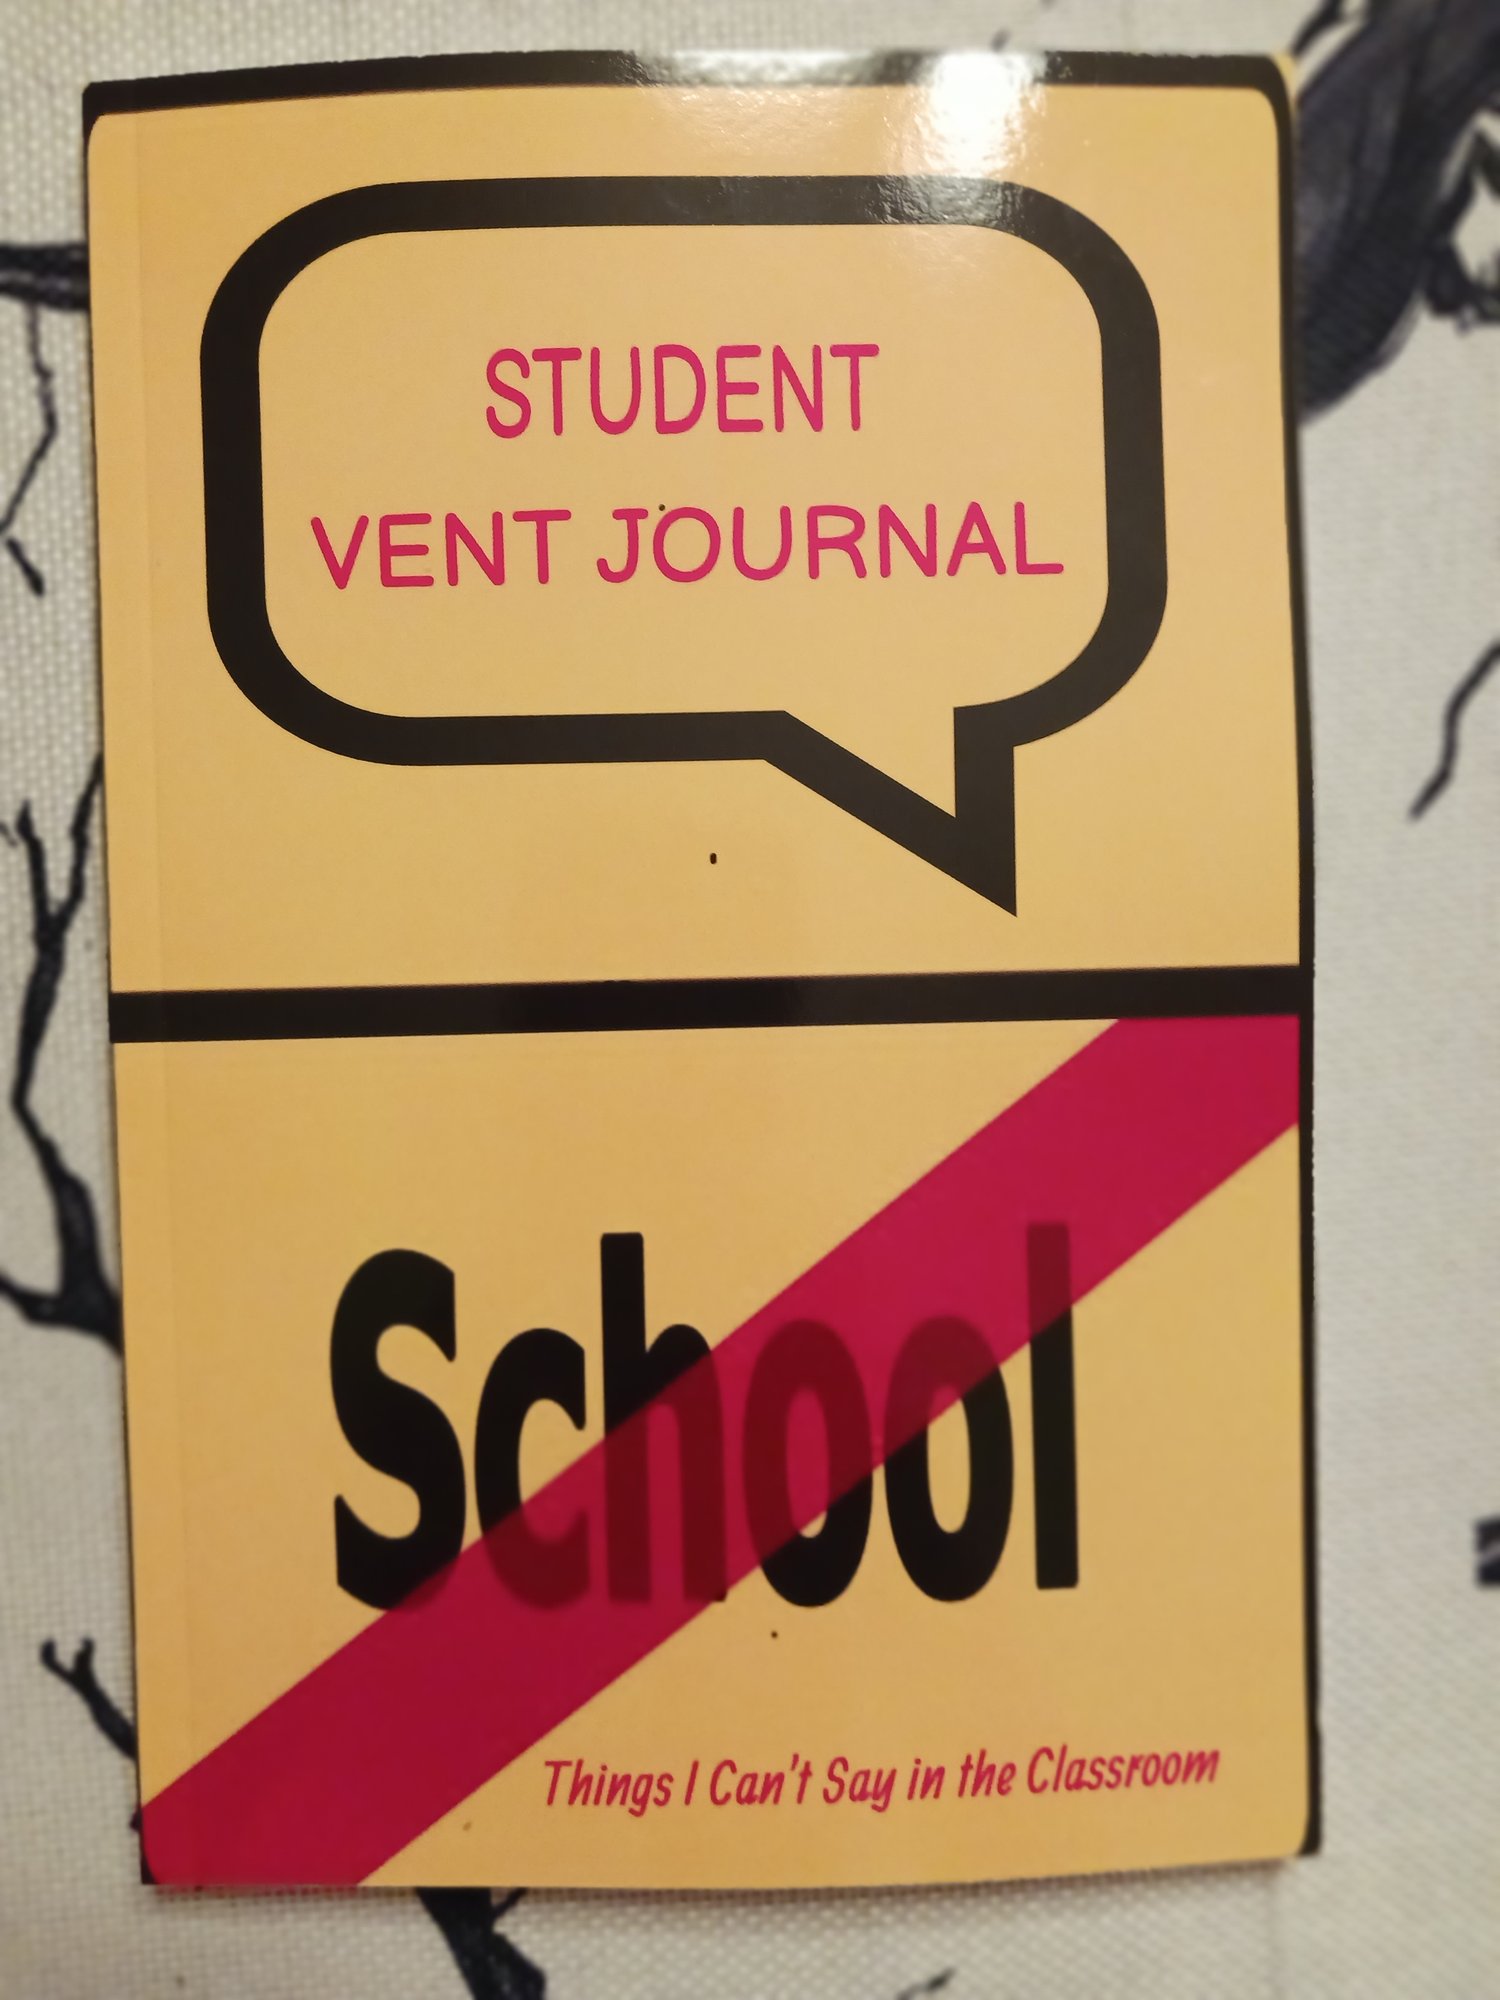 STUDENT
VENT JOURNAL
School
Things I Can't Say in the Classroom